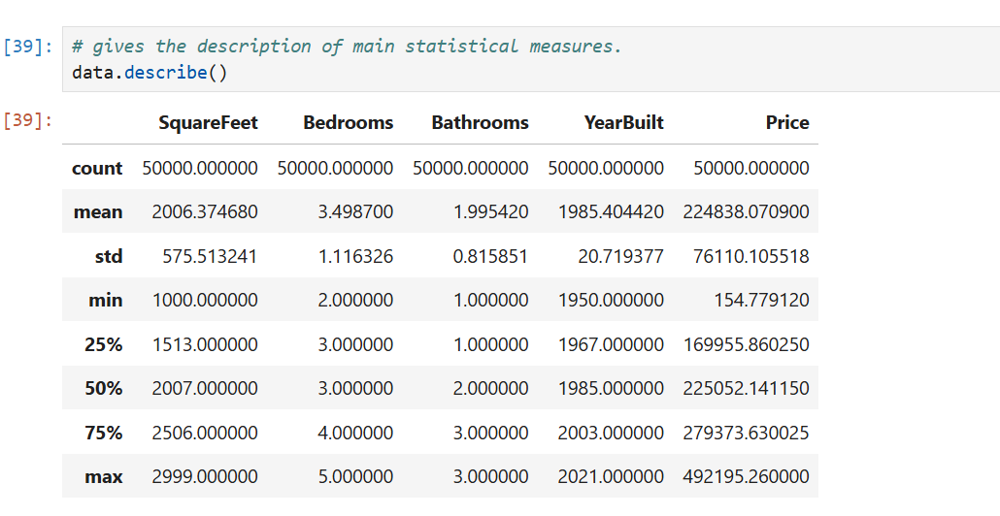 [39]: # gives the description of main statistical measures.
data.describe()
[39]: SquareFeet Bedrooms Bathrooms YearBuilt Price
count 50000.000000 50000.000000 50000.000000 50000.000000 50000.000000
mean 2006.374680 3.498700 1.995420 1985.404420 224838.070900
std 575.513241 1.116326 0.815851 20.719377 76110.105518
min 1000.000000 2.000000 1.000000 1950.000000 154.779120
25% 1513.000000 3.000000 1.000000 1967.000000 169955.860250
50% 2007.000000 3.000000 2.000000 1985.000000 225052.141150
75% 2506.000000 4.000000 3.000000 2003.000000 279373.630025
max 2999.000000 5.000000 3.000000 2021.000000 492195.260000